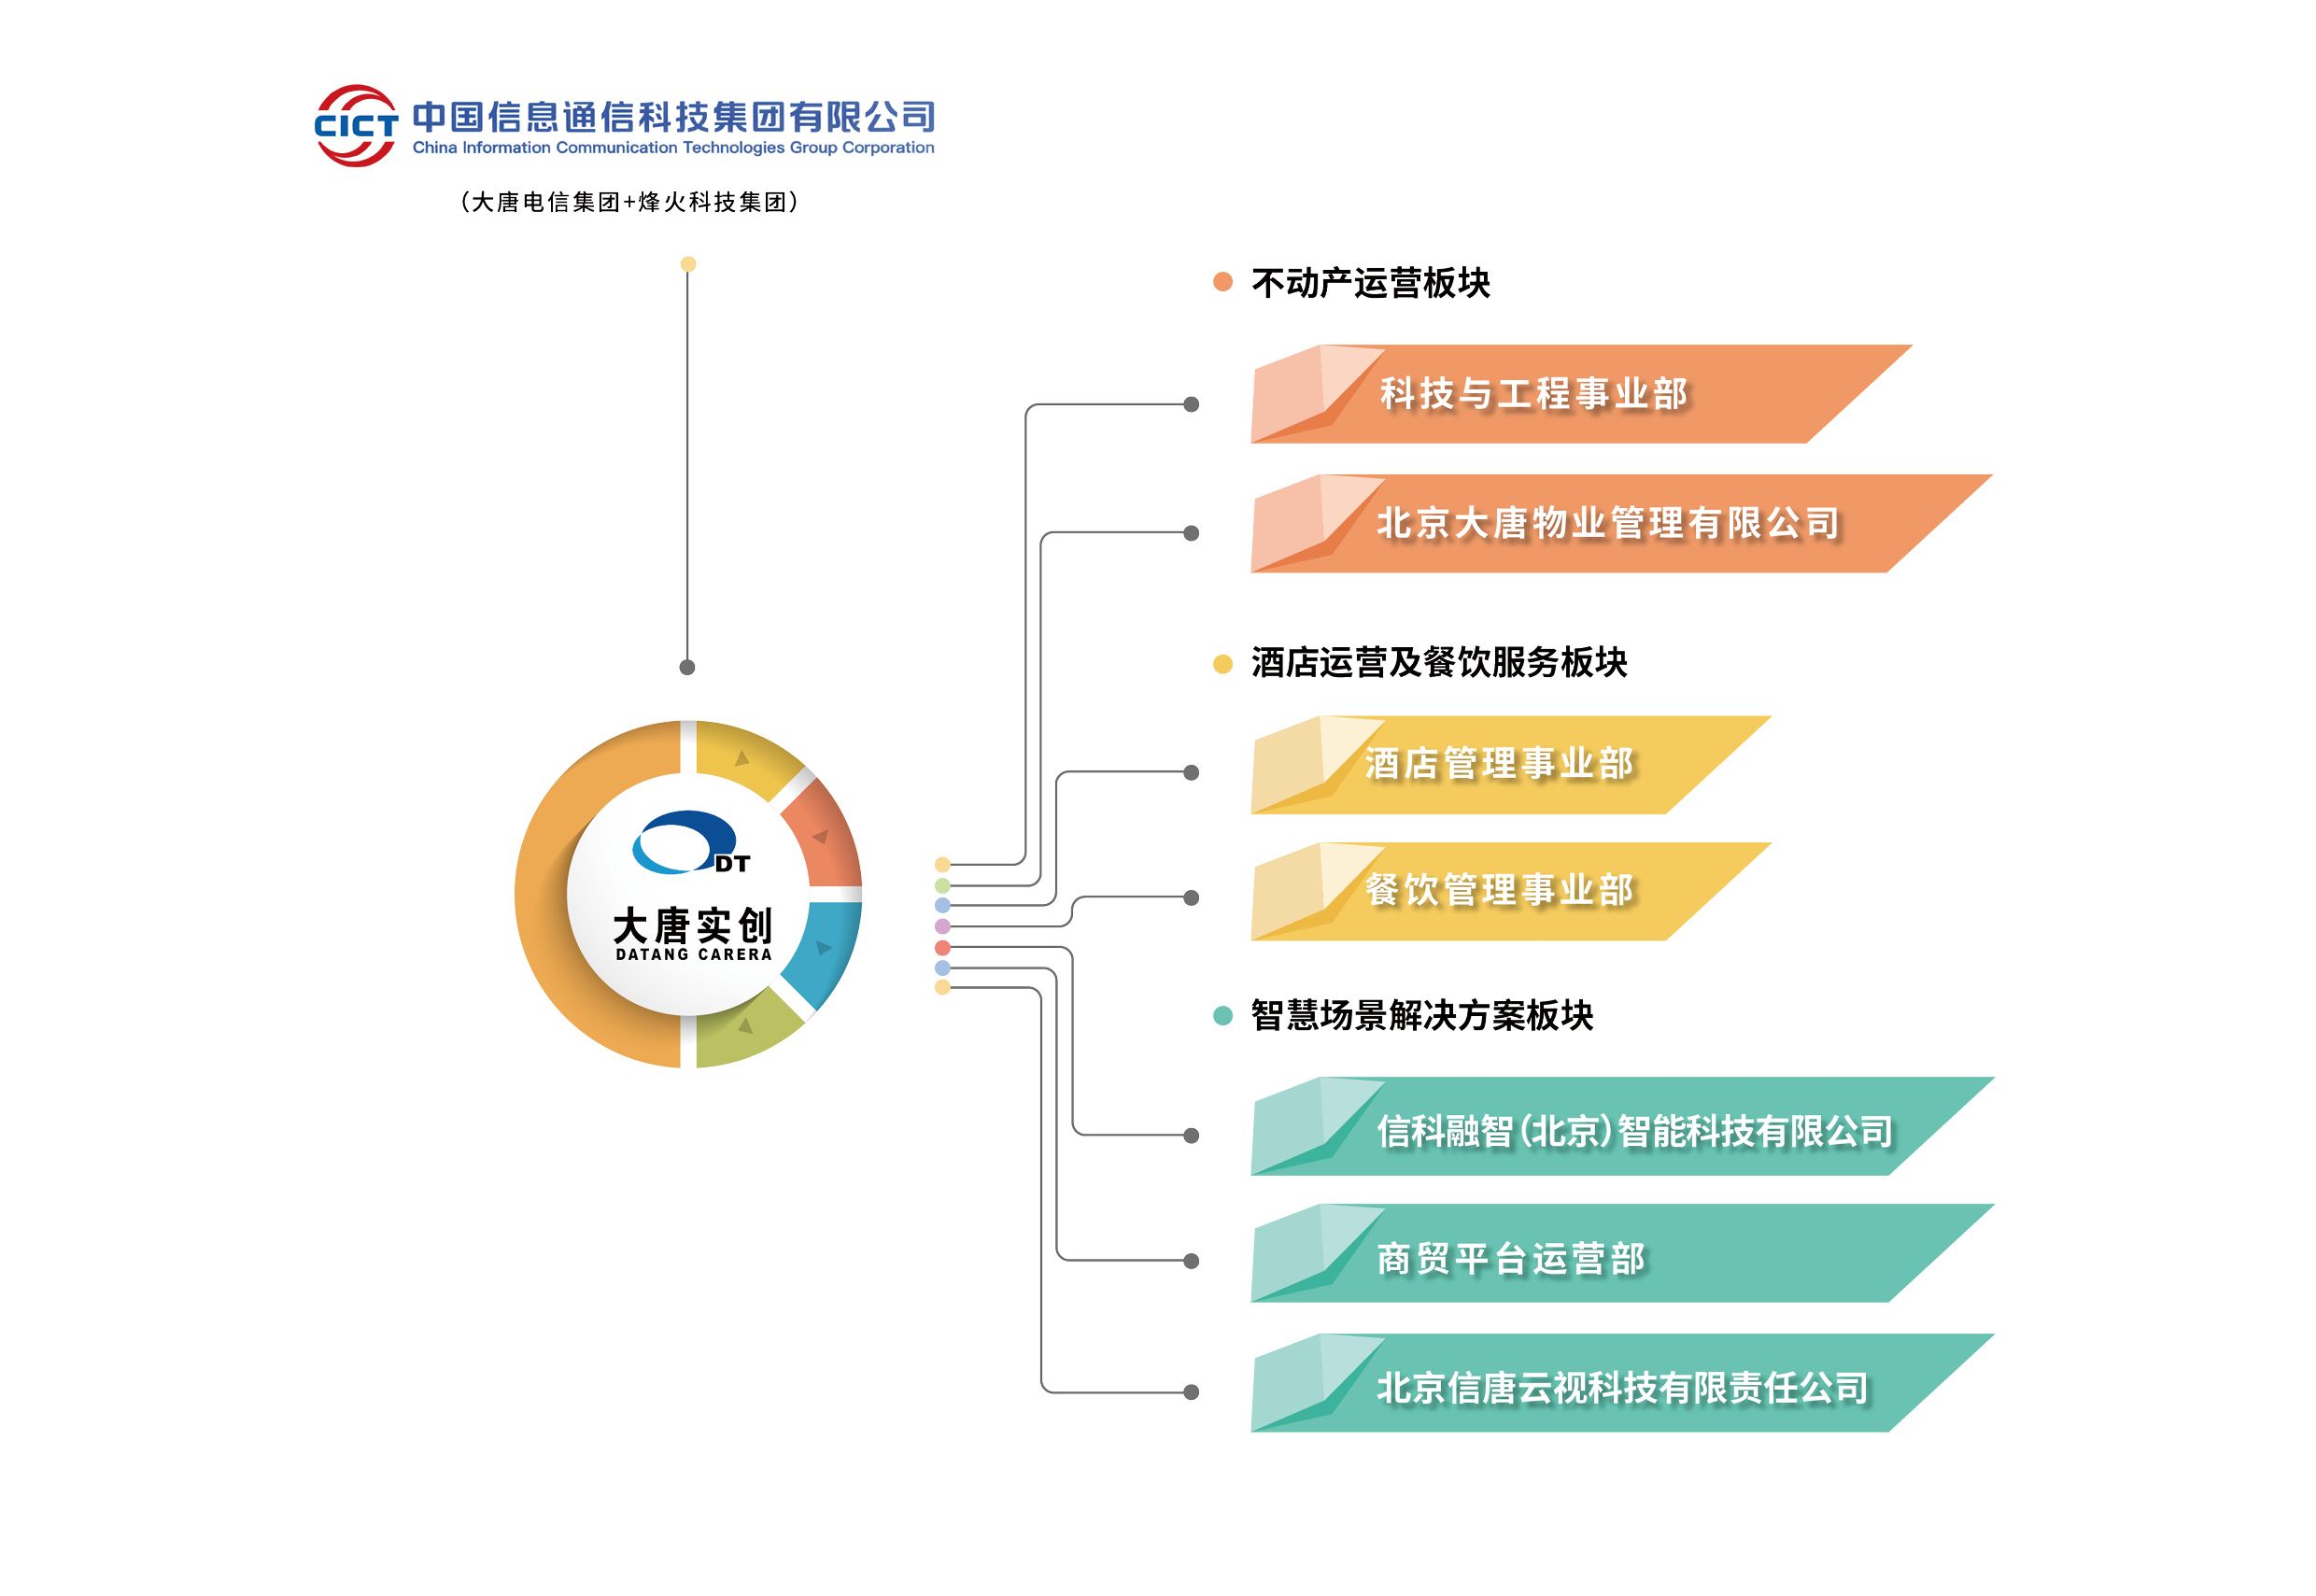 CICT
中国信息通信科技集团有限公司
China Information Communication Technologies Group Corporation
（大唐电信集团+烽火科技集团）
DT
大唐实创
DATANG CARERA
不动产运营板块
科技与工程事业部
北京大唐物业管理有限公司
酒店运营及餐饮服务板块
酒店管理事业部
餐饮管理事业部
智慧场景解决方案板块
信科融智（北京）智能科技有限公司
商贸平台运营部
北京信唐云视科技有限责任公司